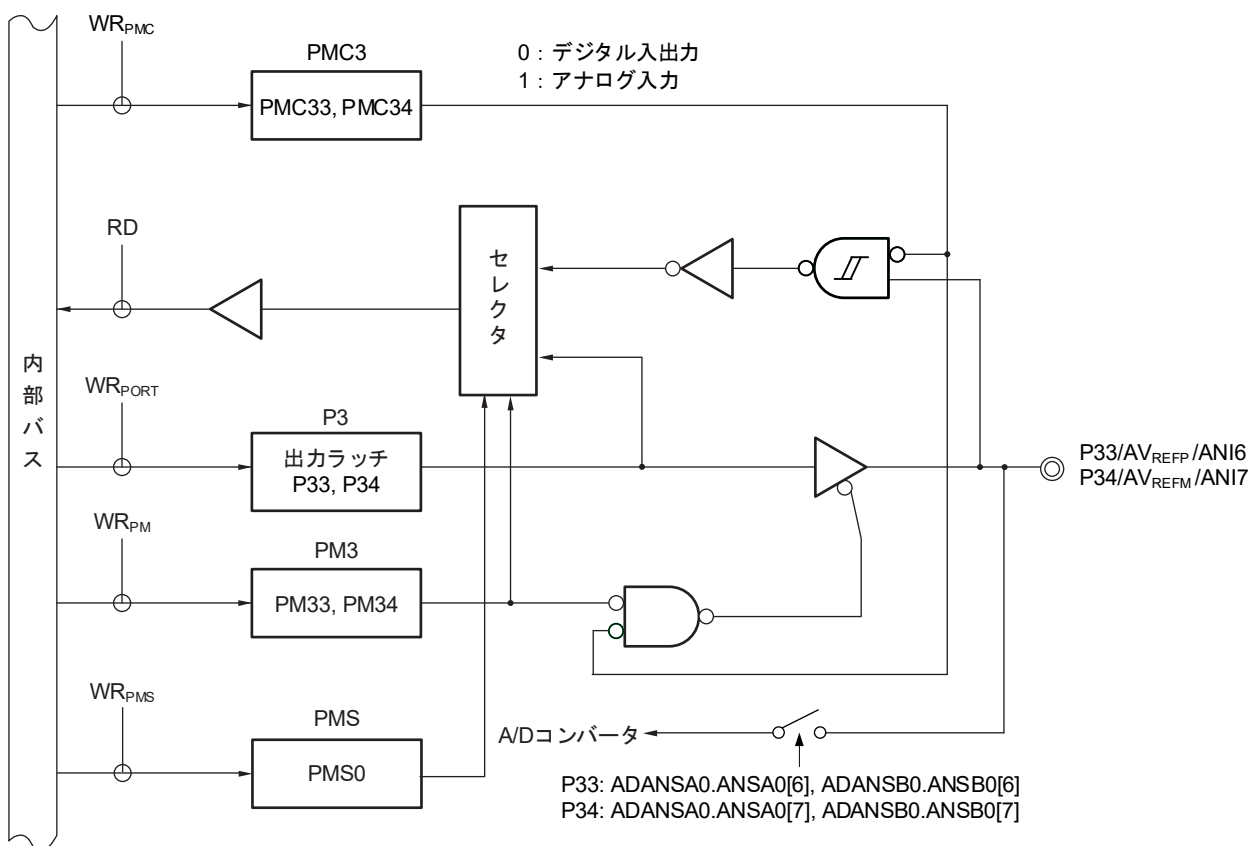 WRPMC
PMC3
0：デジタル入出力
1：アナログ入力
PMC33, PMC34
RD
セレクタ
内部バス
WRPORT
P3
出力ラッチ
P33, P34
P33/AVREFP/ANI6
P34/AVREFM/ANI7
WRPM
PM3
PM33, PM34
WRPMS
PMS
PMS0
A/Dコンバータ
P33: ADANSA0.ANSA0[6], ADANSB0.ANSB0[6]
P34: ADANSA0.ANSA0[7], ADANSB0.ANSB0[7]